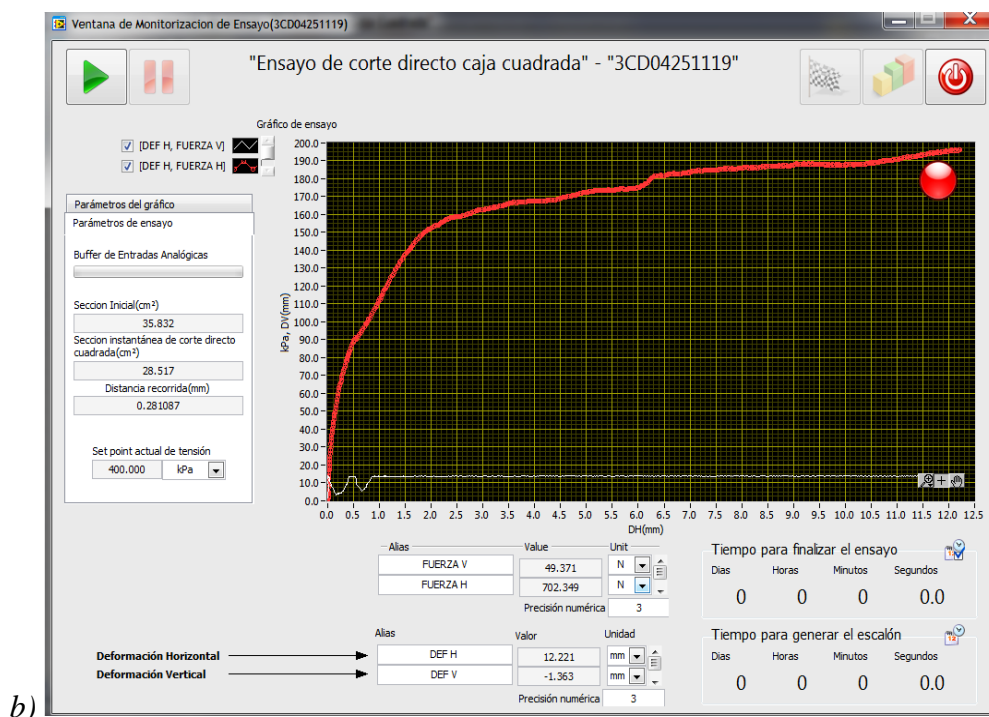 Ventana de Monitorizacion de Ensayo(3CD04251119)
"Ensayo de corte directo caja cuadrada" - "3CD04251119"
Gráfico de ensayo
[DEF H, FUERZA V]
[DEF H, FUERZA H]
Parámetros del gráfico
Parámetros de ensayo
Buffer de Entradas Analógicas
Seccion Inicial(cm²)
35.832
Seccion instantánea de corte directo
cuadrada(cm²)
28.517
Distancia recorrida(mm)
0.281087
Set point actual de tensión
400.000 kPa
kPa, DV(mm)
200.0
190.0
180.0
170.0
160.0
150.0
140.0
130.0
120.0
110.0
100.0
90.0
80.0
70.0
60.0
50.0
40.0
30.0
20.0
10.0
0.0
0.0 0.5 1.0 1.5 2.0 2.5 3.0 3.5 4.0 4.5 5.0 5.5 6.0 6.5 7.0 7.5 8.0 8.5 9.0 9.5 10.0 10.5 11.0 11.5 12.0 12.5
DH(mm)
Alias Value Unit
FUERZA V 49.371 N
FUERZA H 702.349 N
Precisión numérica 3
Alias Valor Unidad
Deformación Horizontal DEF H 12.221 mm
Deformación Vertical DEF V -1.363 mm
Precisión numérica 3
Tiempo para finalizar el ensayo
Dias Horas Minutos Segundos
0 0 0 0.0
Tiempo para generar el escalón
Dias Horas Minutos Segundos
0 0 0 0.0
b)